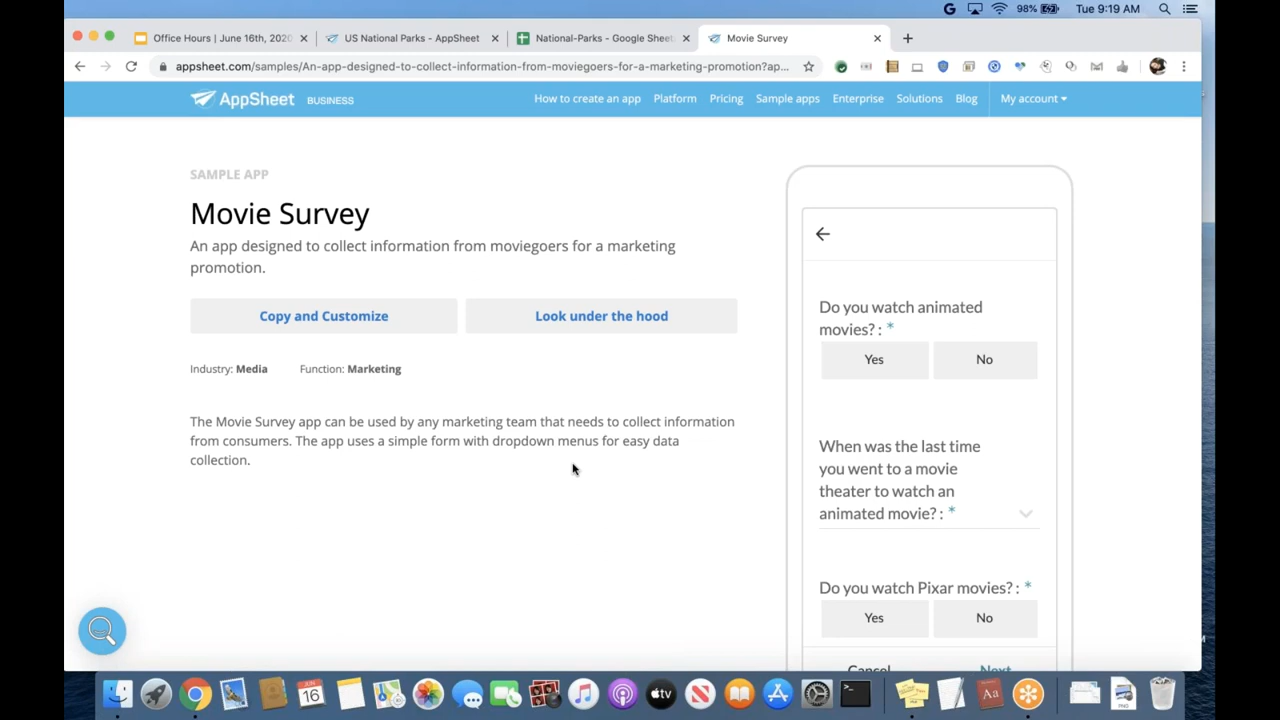 98%
Tue 9:19 AM
Office Hours | June 16th, 2020
US National Parks - AppSheet
National-Parks - Google Sheet
Movie Survey
appsheet.com/samples/An-app-designed-to-collect-information-from-moviegoers-for-a-marketing-promotion?ap...
AppSheet BUSINESS
How to create an app
Platform
Pricing
Sample apps
Enterprise
Solutions
Blog
My account
SAMPLE APP
Movie Survey
An app designed to collect information from moviegoers for a marketing
promotion.
Copy and Customize
Look under the hood
Industry: Media
Function: Marketing
The Movie Survey app can be used by any marketing team that needs to collect information
from consumers. The app uses a simple form with dropdown menus for easy data
collection.
Do you watch animated
movies? : *
Yes
No
When was the last time
you went to a movie
theater to watch an
animated movie? : *
Do you watch Pixar movies? : *
Yes
No
Cancel
Next
JUN
16
tv
Aa
PNG